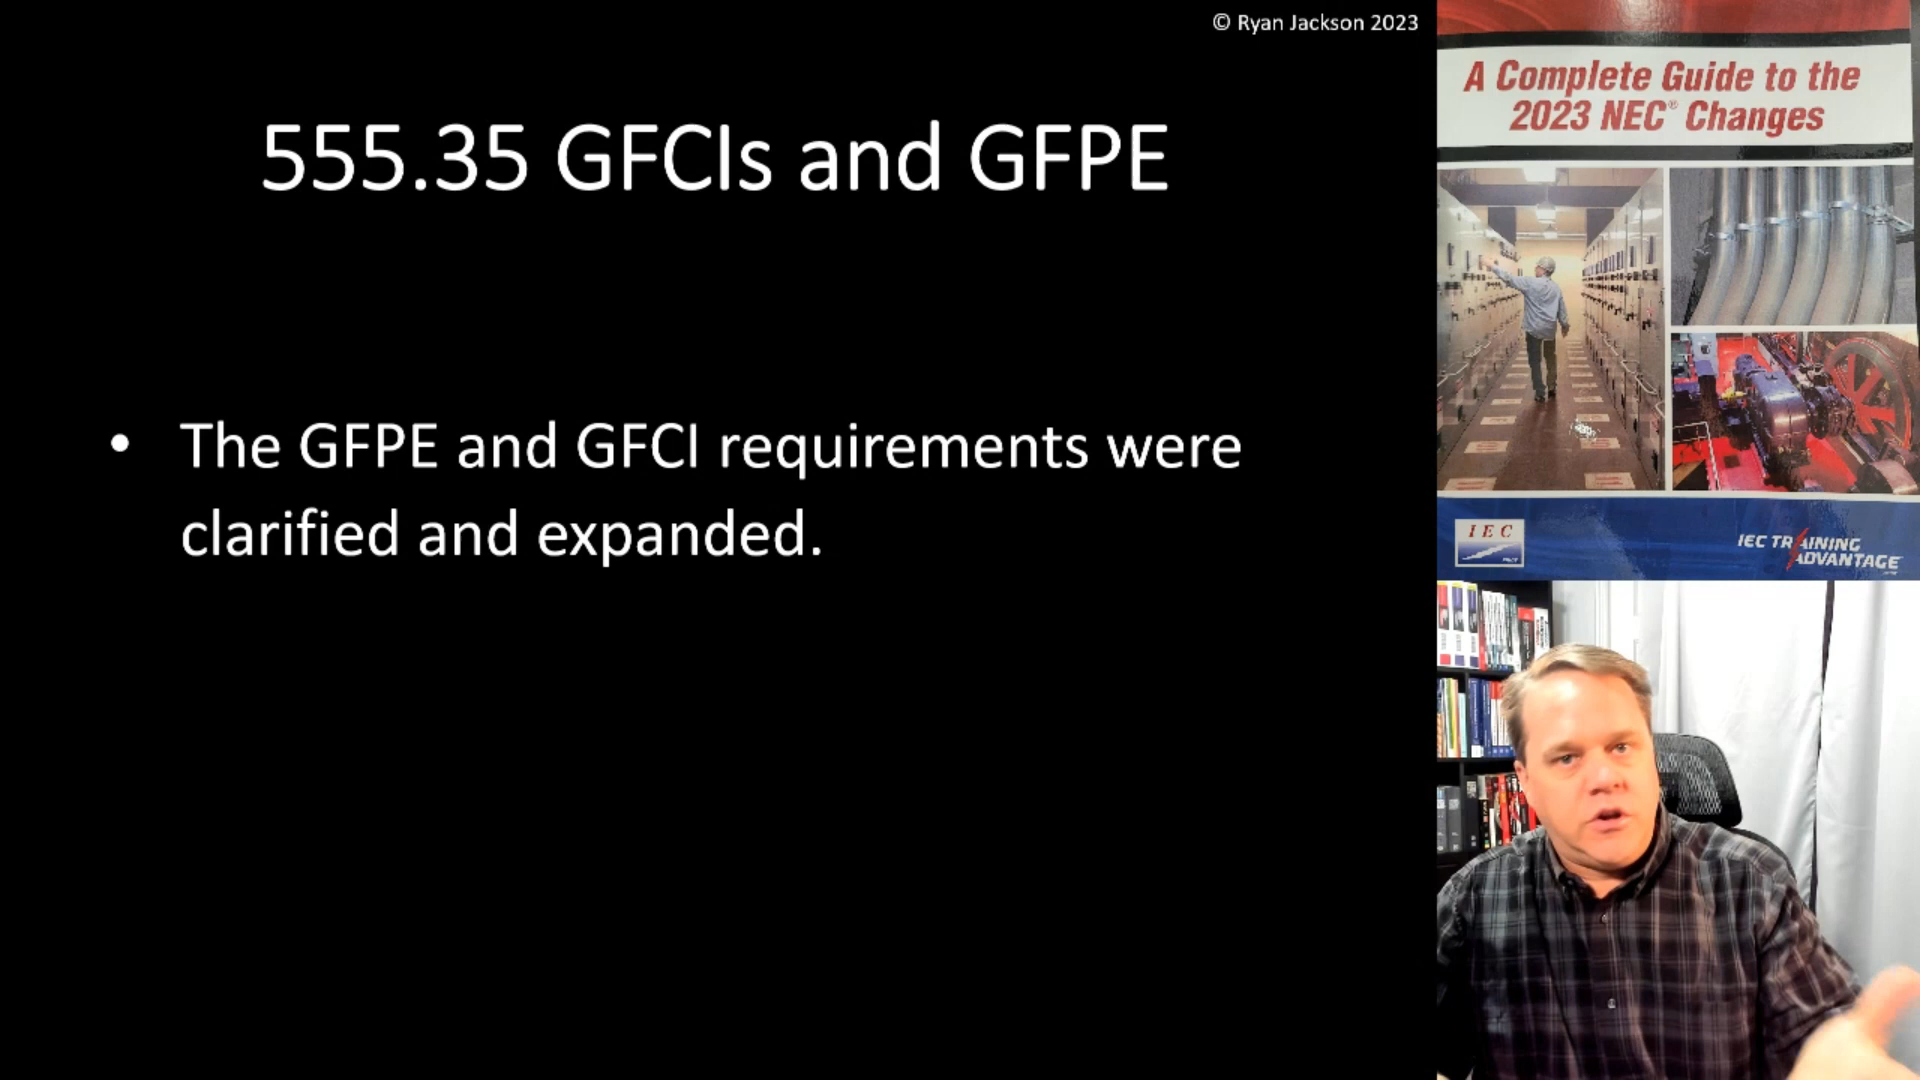 © Ryan Jackson 2023
555.35 GFCIs and GFPE
• The GFPE and GFCI requirements were
clarified and expanded.
A Complete Guide to the
2023 NEC® Changes
IEC
IEC TRAINING
ADVANTAGE